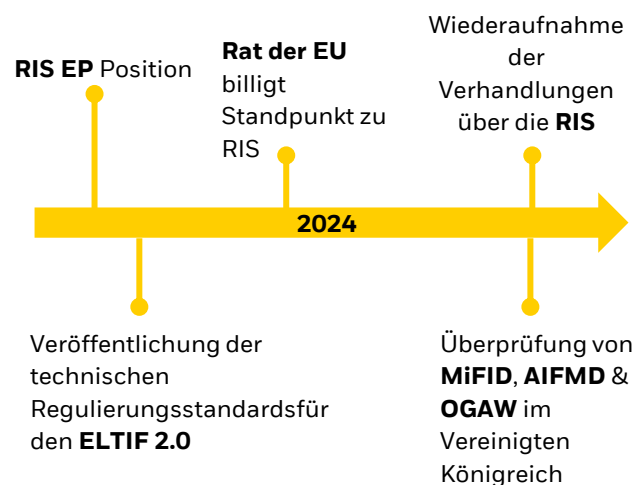 RIS EP Position
Rat der EU
billigt
Standpunkt zu
RIS
Wiederaufnahme
der
Verhandlungen
über die RIS
2024
Veröffentlichung der
technischen
Regulierungsstandardsfür
den ELTIF 2.0
Überprüfung von
MiFID, AIFMD &
OGAW im
Vereinigten
Königreich